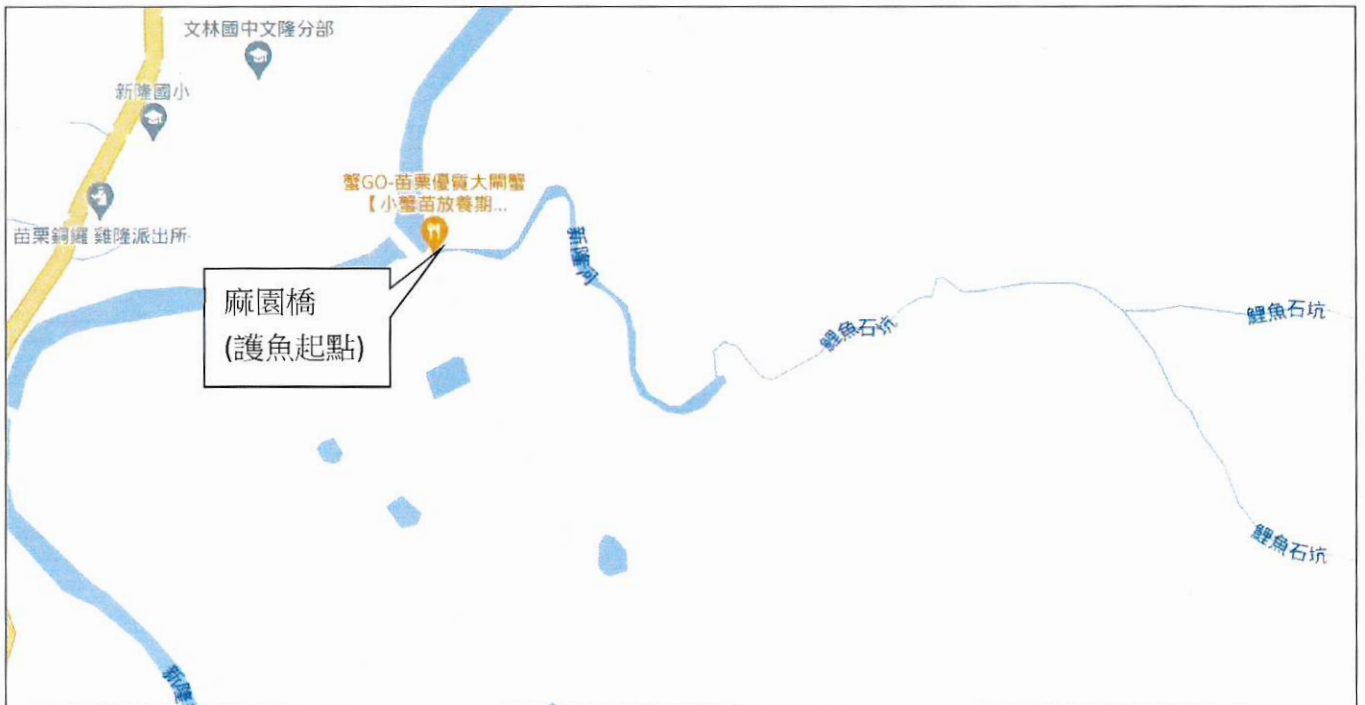 文林國中文隆分部
新隆國小
蟹GO-苗栗優質大閘蟹
【小蟹苗放養期...
苗栗銅鑼 雞隆派出所
新隆河
麻園橋
(護魚起點)
鯉魚石坑
鯉魚石坑
鯉魚石坑
新隆